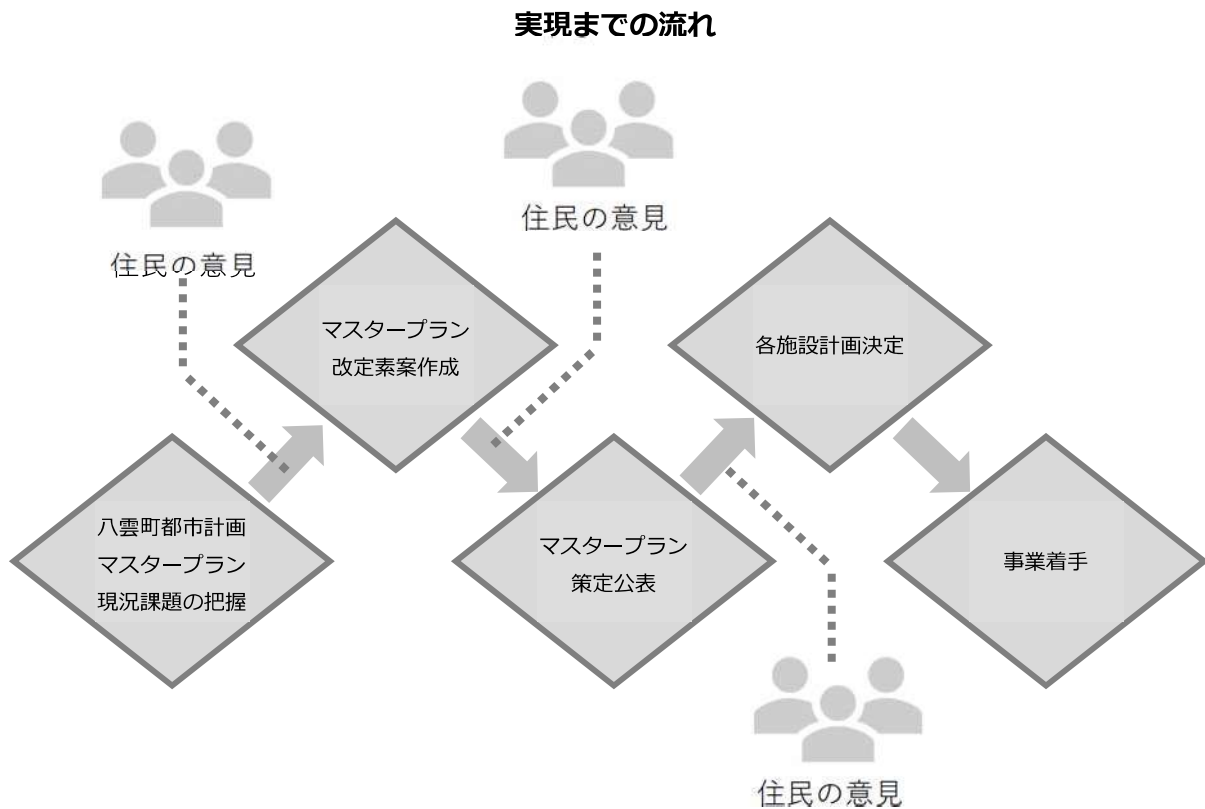 実現までの流れ
住民の意見
住民の意見
八雲町都市計画
マスタープラン
現況課題の把握
マスタープラン
改定素案作成
マスタープラン
策定公表
各施設計画決定
事業着手
住民の意見